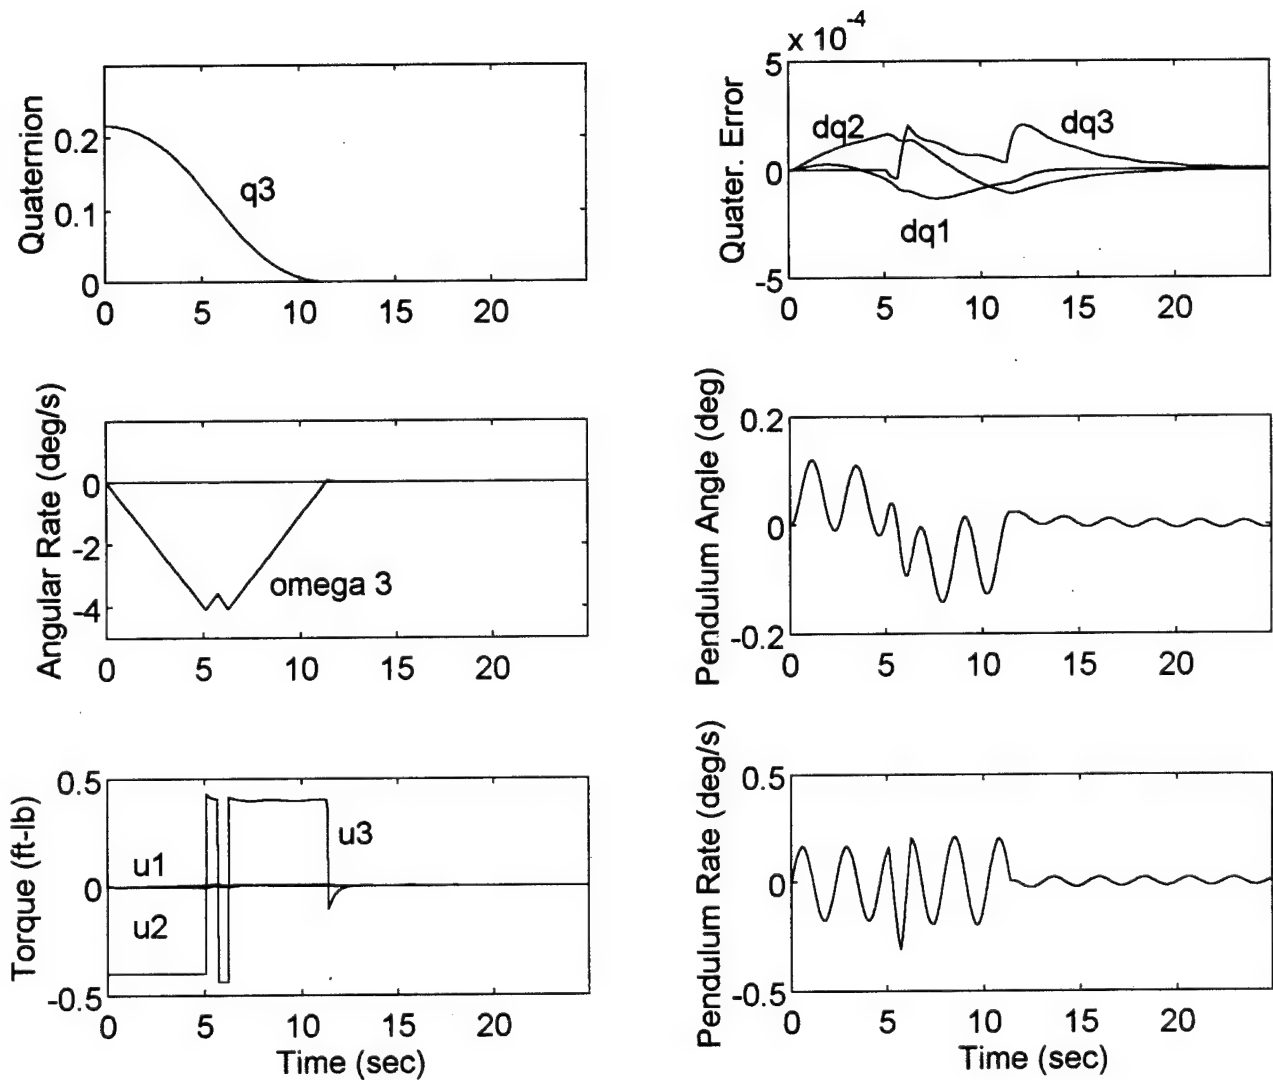 Quaternion
0.2
0.1
0
q3
0 5 10 15 20
x 10-4
Quater. Error
5
0
-5
dq2
dq3
dq1
0 5 10 15 20
Angular Rate (deg/s)
0
-2
-4
omega 3
0 5 10 15 20
Pendulum Angle (deg)
0.2
0
-0.2
0 5 10 15 20
Torque (ft-lb)
0.5
0
-0.5
u1
u2
u3
0 5 10 15 20
Time (sec)
Pendulum Rate (deg/s)
0.5
0
-0.5
0 5 10 15 20
Time (sec)